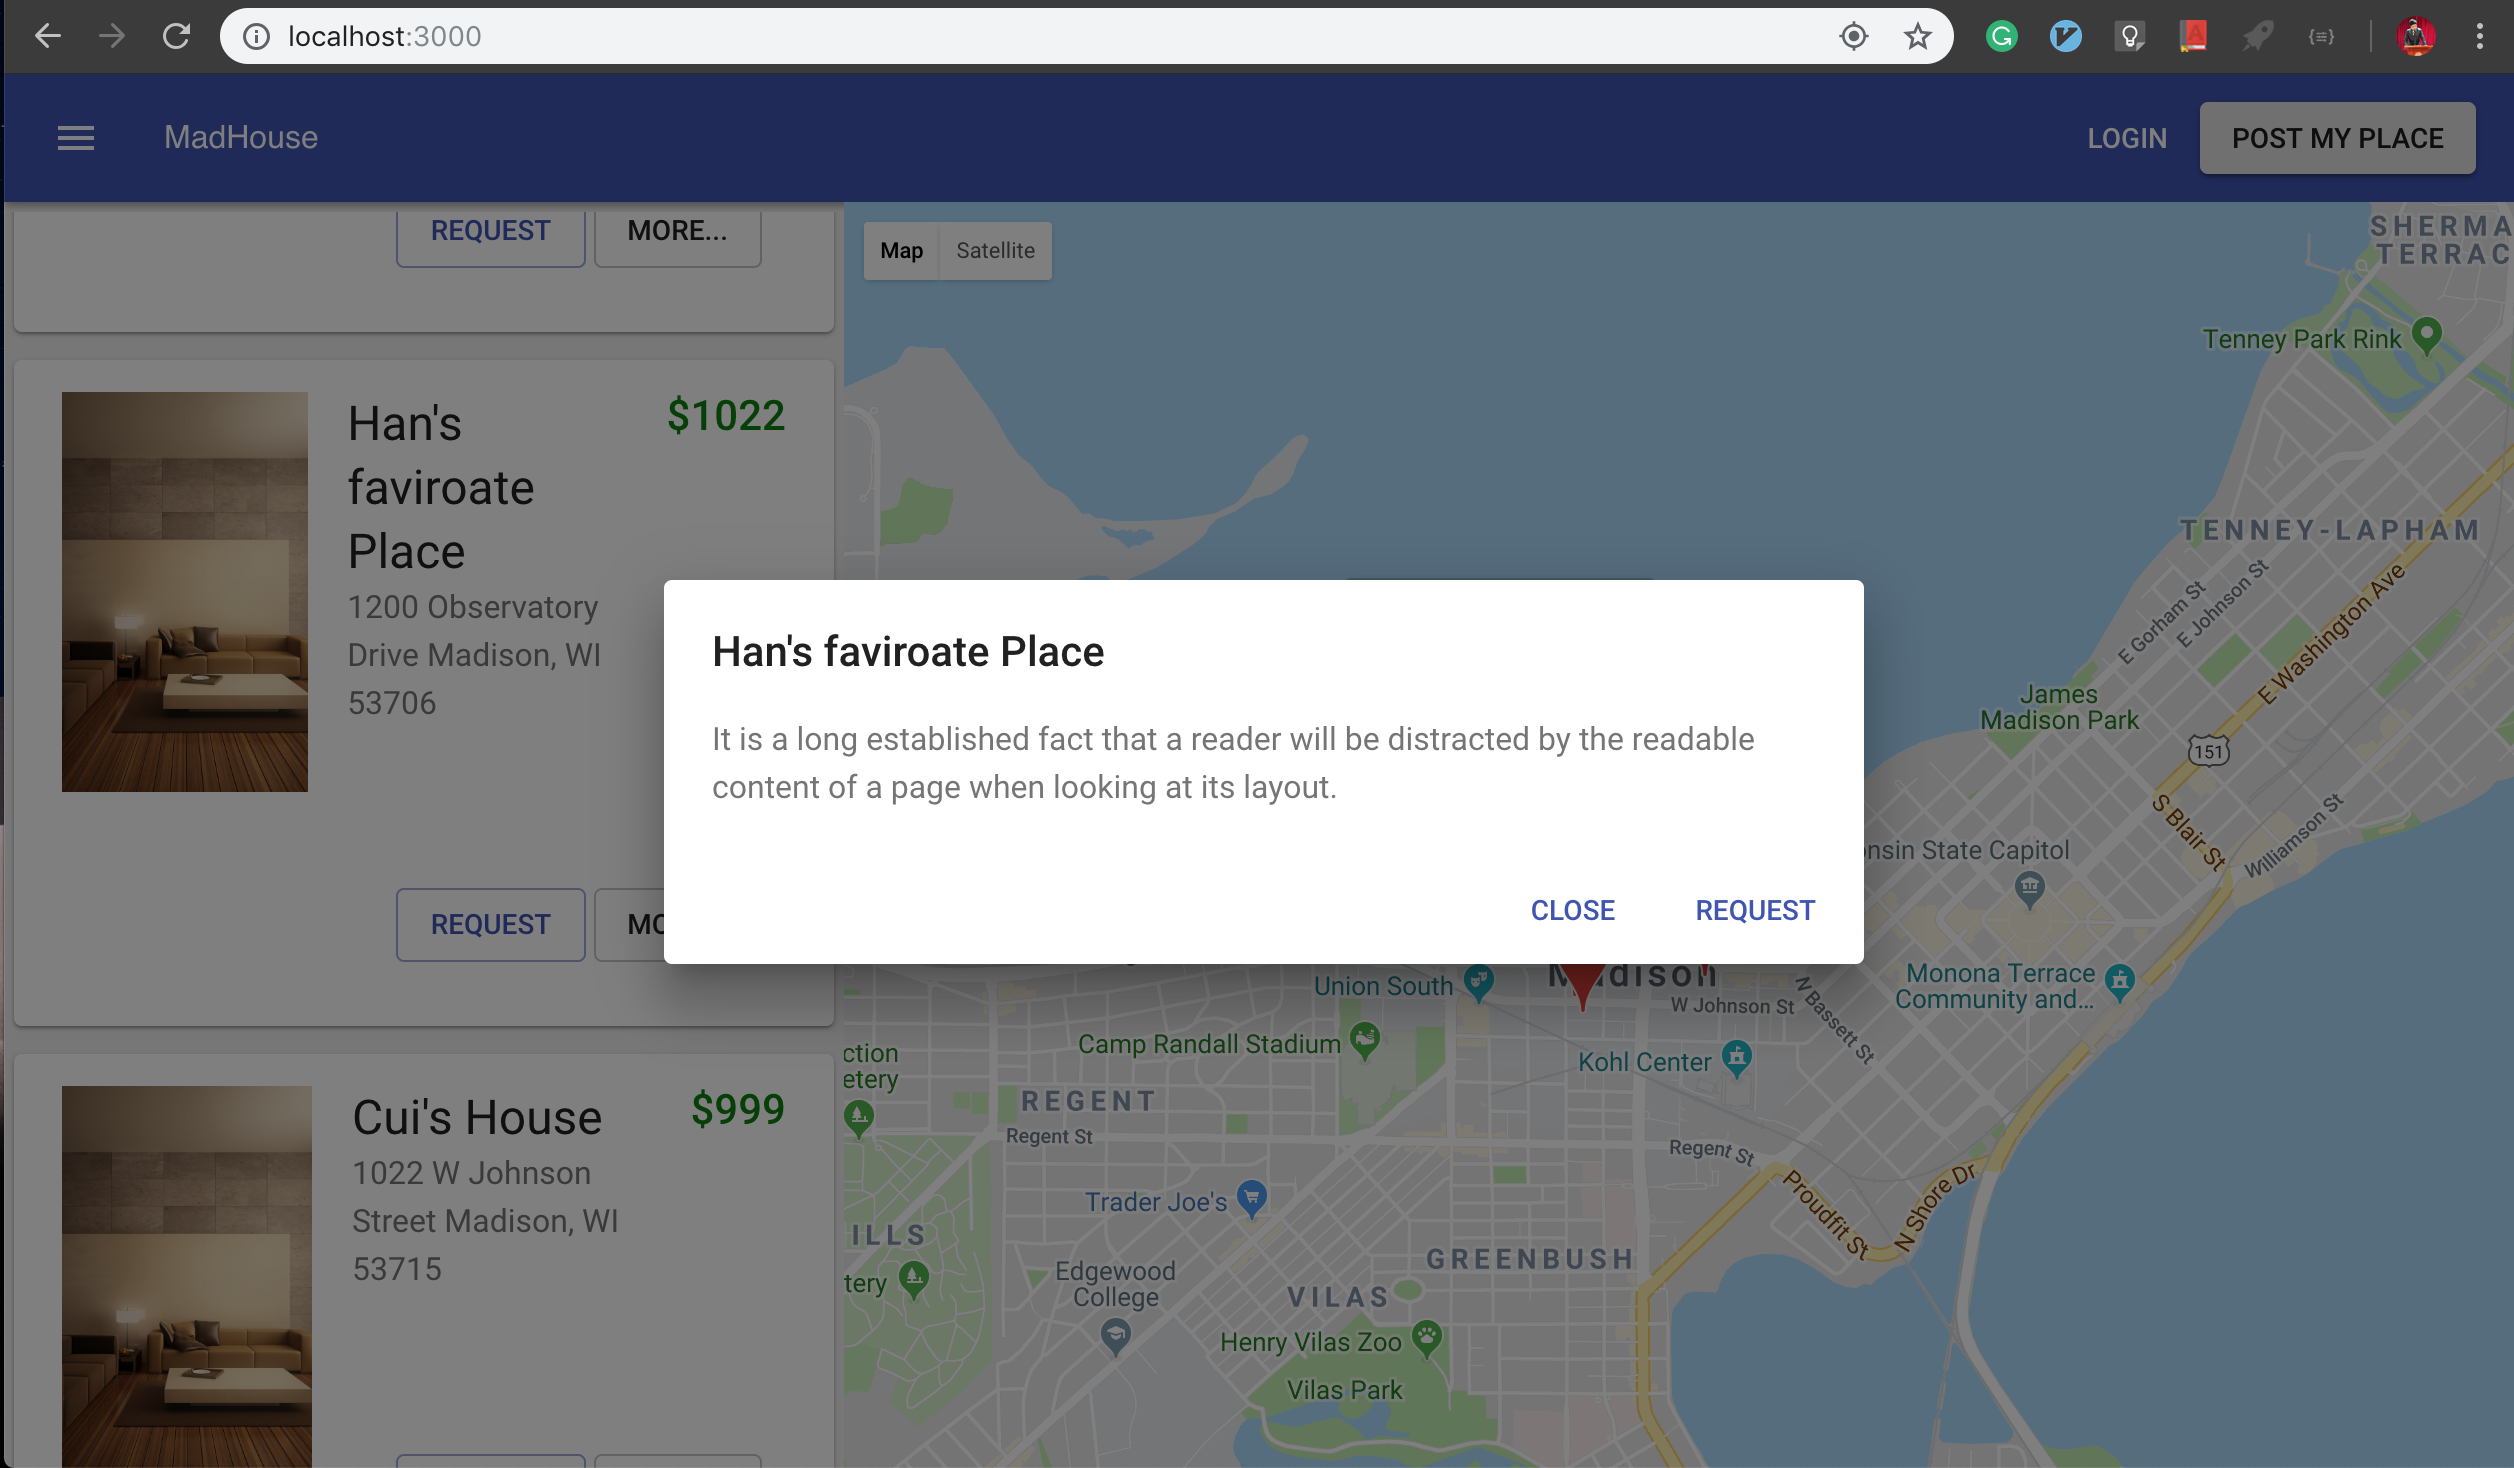 localhost:3000
MadHouse
LOGIN
POST MY PLACE
REQUEST
MORE...
Han's
faviroate
Place
$1022
1200 Observatory
Drive Madison, WI
53706
REQUEST
MO
Cui's House
$999
1022 W Johnson
Street Madison, WI
53715
Han's faviroate Place
It is a long established fact that a reader will be distracted by the readable
content of a page when looking at its layout.
CLOSE
REQUEST
Map
Satellite
SHERMA
TERRAC
Tenney Park Rink
TENNEY-LAPHAM
E Gorham St
E Johnson St
E Washington Ave
James
Madison Park
151
S Blair St
Williamson St
onsin State Capitol
Monona Terrace
Community and...
Union South
Madison
W Johnson St
N Bassett St
Camp Randall Stadium
Kohl Center
ction
etery
REGENT
Regent St
Regent St
Proudfit St
N Shore Dr
Trader Joe's
ILLS
tery
Edgewood
College
GREENBUSH
VILAS
Henry Vilas Zoo
Vilas Park